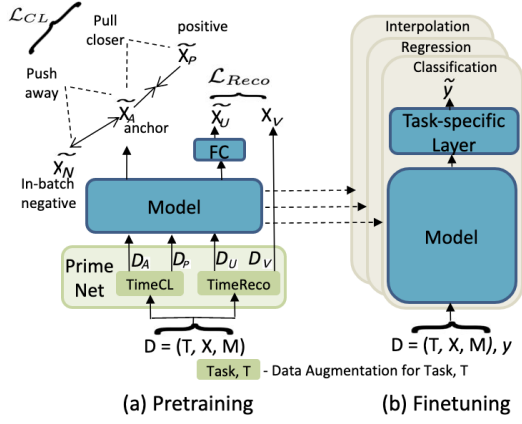 ℒ_CL
Pull
closer
positive
X̃_P
Push
away
X̃_A
anchor
X̃_N
In-batch
negative
ℒ_Reco
X̃_U
X_V
FC
Model
D_A
D_P
D_U
D_V
Prime
Net
TimeCL
TimeReco
D = (T, X, M)
Task, T
- Data Augmentation for Task, T
(a) Pretraining
Interpolation
Regression
Classification
ỹ
Task-specific
Layer
Model
D = (T, X, M), y
(b) Finetuning